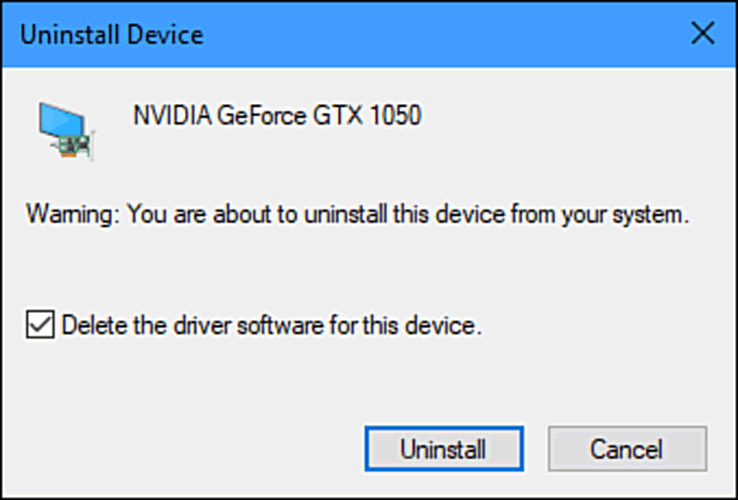 Uninstall Device
NVIDIA GeForce GTX 1050
Warning: You are about to uninstall this device from your system.
Delete the driver software for this device.
Uninstall
Cancel